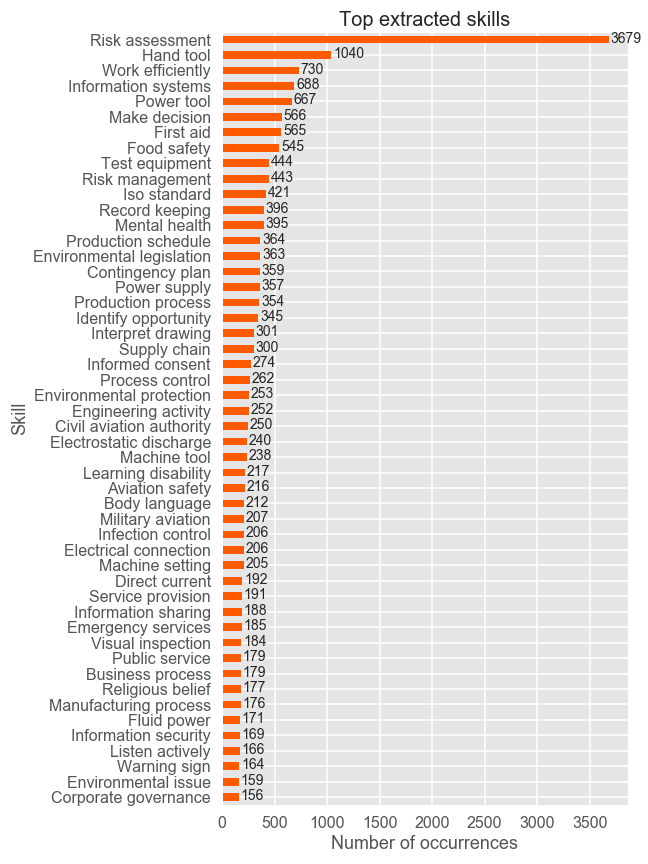 Top extracted skills
Risk assessment 3679
Hand tool 1040
Work efficiently 730
Information systems 688
Power tool 667
Make decision 566
First aid 565
Food safety 545
Test equipment 444
Risk management 443
Iso standard 421
Record keeping 396
Mental health 395
Production schedule 364
Environmental legislation 363
Contingency plan 359
Power supply 357
Production process 354
Identify opportunity 345
Interpret drawing 301
Supply chain 300
Informed consent 274
Process control 262
Environmental protection 253
Engineering activity 252
Civil aviation authority 250
Electrostatic discharge 240
Machine tool 238
Learning disability 217
Aviation safety 216
Body language 212
Military aviation 207
Infection control 206
Electrical connection 206
Machine setting 205
Direct current 192
Service provision 191
Information sharing 188
Emergency services 185
Visual inspection 184
Public service 179
Business process 179
Religious belief 177
Manufacturing process 176
Fluid power 171
Information security 169
Listen actively 166
Warning sign 164
Environmental issue 159
Corporate governance 156
Skill
0 500 1000 1500 2000 2500 3000 3500
Number of occurrences